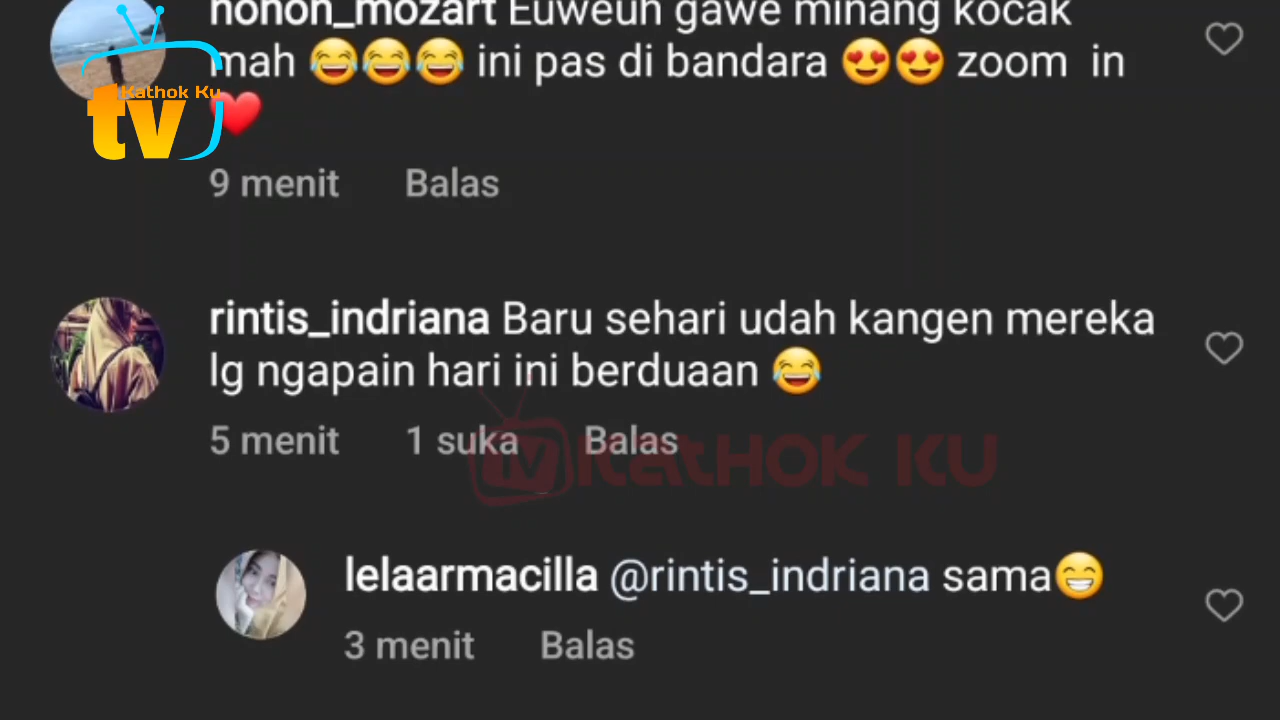 nonon_mozart Euweuh gawe minang kocak
mah 😂😂😂 ini pas di bandara 😍😍 zoom in
❤️
Kathok Ku
tv
9 menit Balas
rintis_indriana Baru sehari udah kangen mereka
lg ngapain hari ini berduaan 😂
5 menit 1 suka Balas
tv KATHOK KU
lelaarmacilla @rintis_indriana sama😁
3 menit Balas